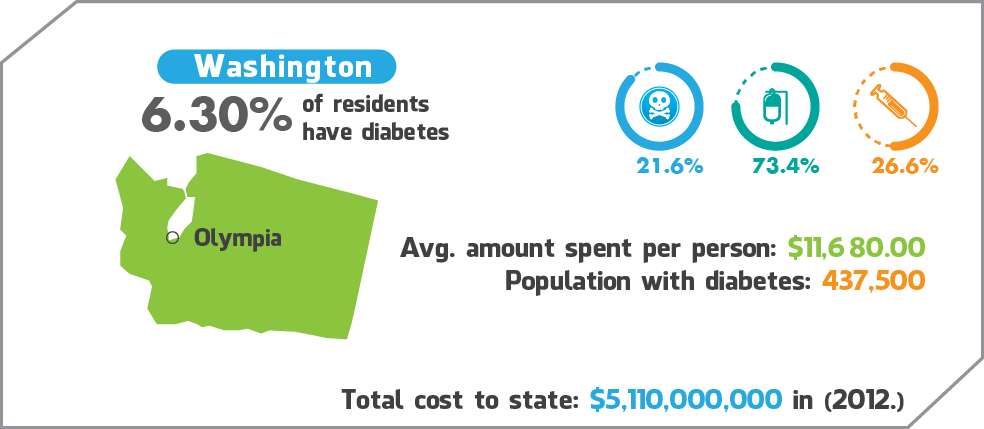 Washington
6.30% of residents
have diabetes
21.6% 73.4% 26.6%
Olympia
Avg. amount spent per person: $11,6 80.00
Population with diabetes: 437,500
Total cost to state: $5,110,000,000 in (2012.)